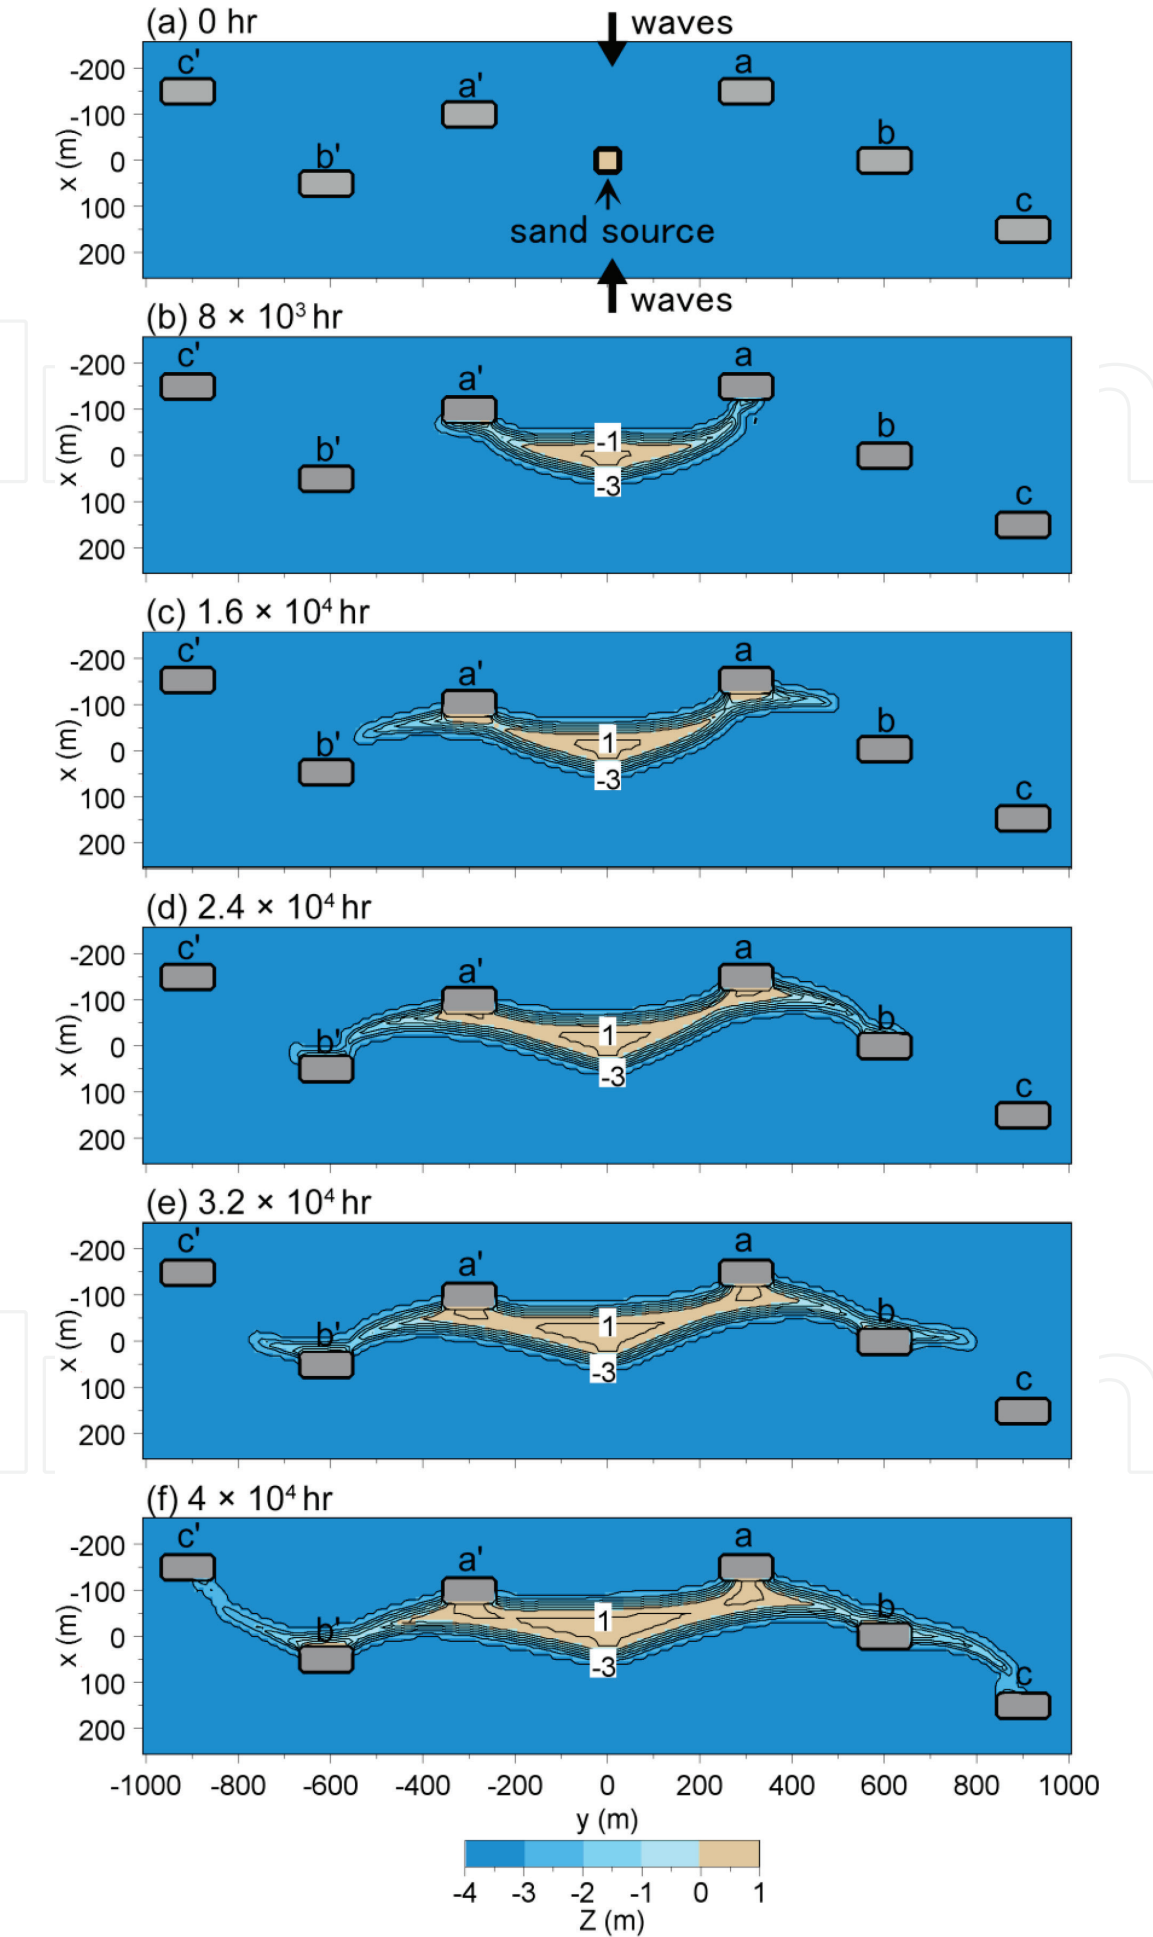 (a) 0 hr
waves
c'
a'
a
b'
b
c
sand source
-200
-100
0
100
200
x (m)
waves
(b) 8 × 10³ hr
c'
a'
a
b'
b
c
-1
-3
-200
-100
0
100
200
x (m)
(c) 1.6 × 10⁴ hr
c'
a'
a
b'
b
c
1
-3
-200
-100
0
100
200
x (m)
(d) 2.4 × 10⁴ hr
c'
a'
a
b'
b
c
1
-3
-200
-100
0
100
200
x (m)
(e) 3.2 × 10⁴ hr
c'
a'
a
b'
b
c
1
-3
-200
-100
0
100
200
x (m)
(f) 4 × 10⁴ hr
c'
a'
a
b'
b
c
1
-3
-200
-100
0
100
200
x (m)
-1000 -800 -600 -400 -200 0 200 400 600 800 1000
y (m)
-4 -3 -2 -1 0 1
Z (m)